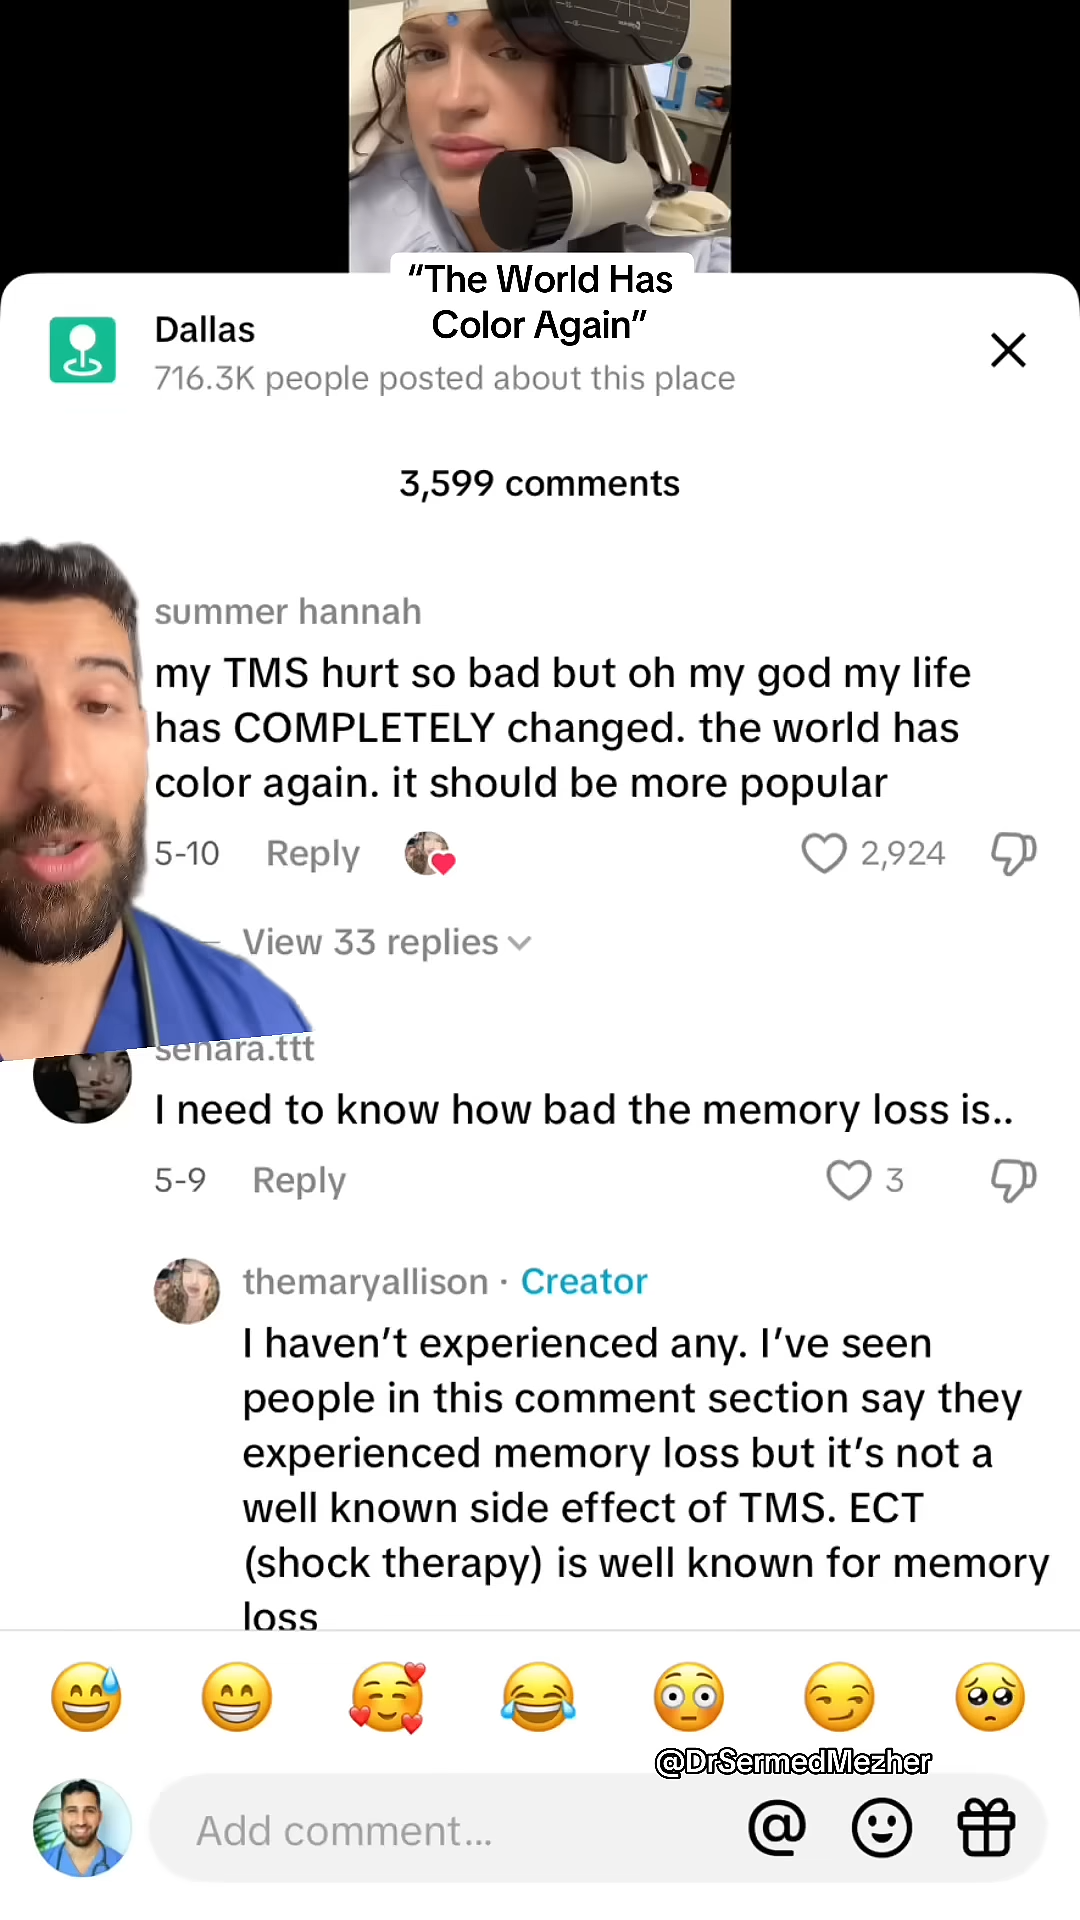 “The World Has
Color Again”
Dallas
716.3K people posted about this place
3,599 comments
summer hannah
my TMS hurt so bad but oh my god my life
has COMPLETELY changed. the world has
color again. it should be more popular
5-10 Reply 2,924
View 33 replies
senara.ttt
I need to know how bad the memory loss is..
5-9 Reply 3
themaryallison · Creator
I haven’t experienced any. I’ve seen
people in this comment section say they
experienced memory loss but it’s not a
well known side effect of TMS. ECT
(shock therapy) is well known for memory
loss
@DrSermedMezher
Add comment...